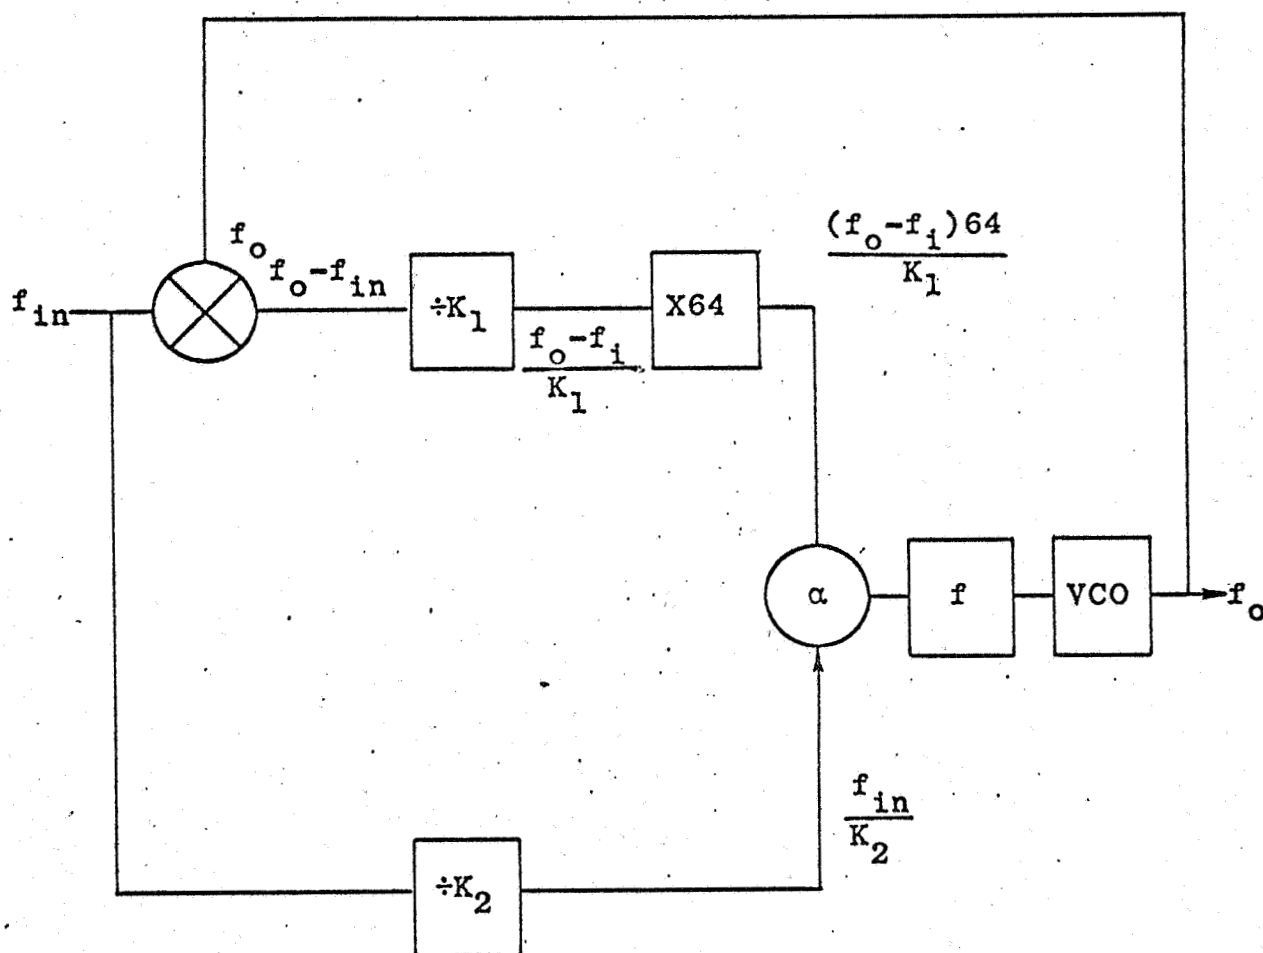 f_o
f_o-f_in
f_in
÷K_1
X64
(f_o-f_i)64
K_1
f_o-f_i
K_1
α
f
VCO
f_o
f_in
K_2
÷K_2